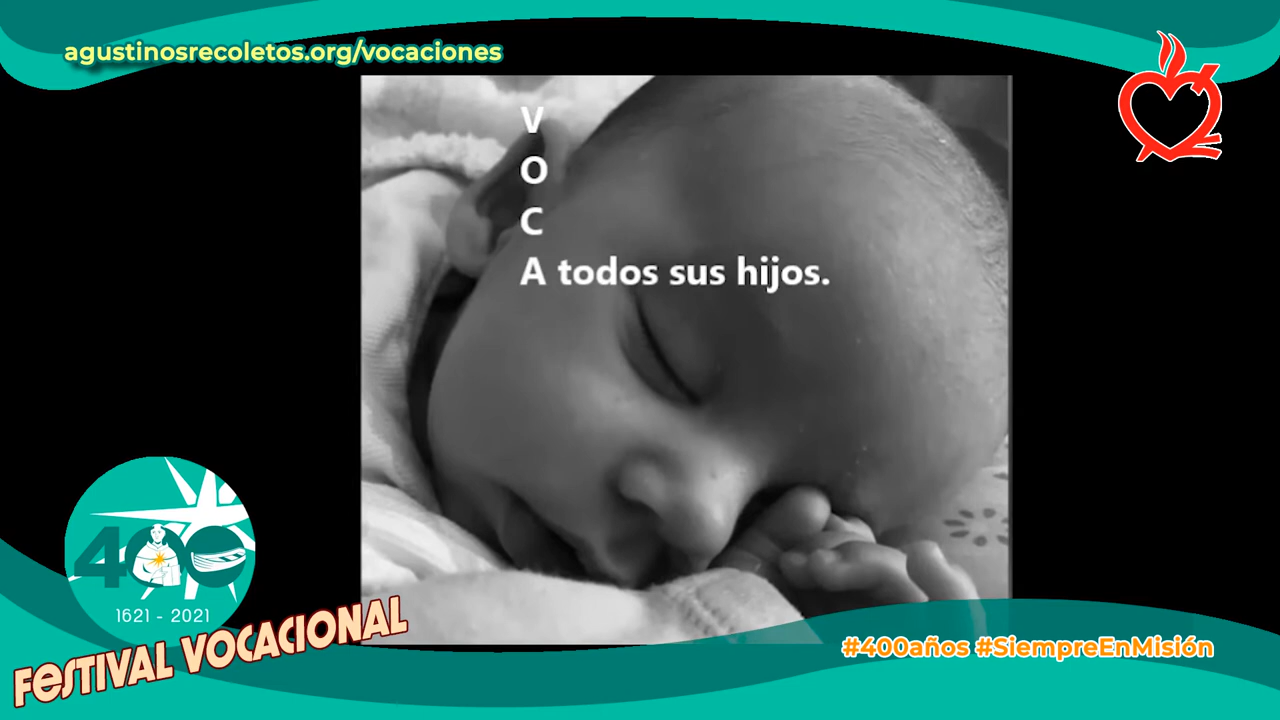 agustinosrecoletos.org/vocaciones
V
O
C
A todos sus hijos.
400
1621 - 2021
FESTIVAL VOCACIONAL
#400años #SiempreEnMisión